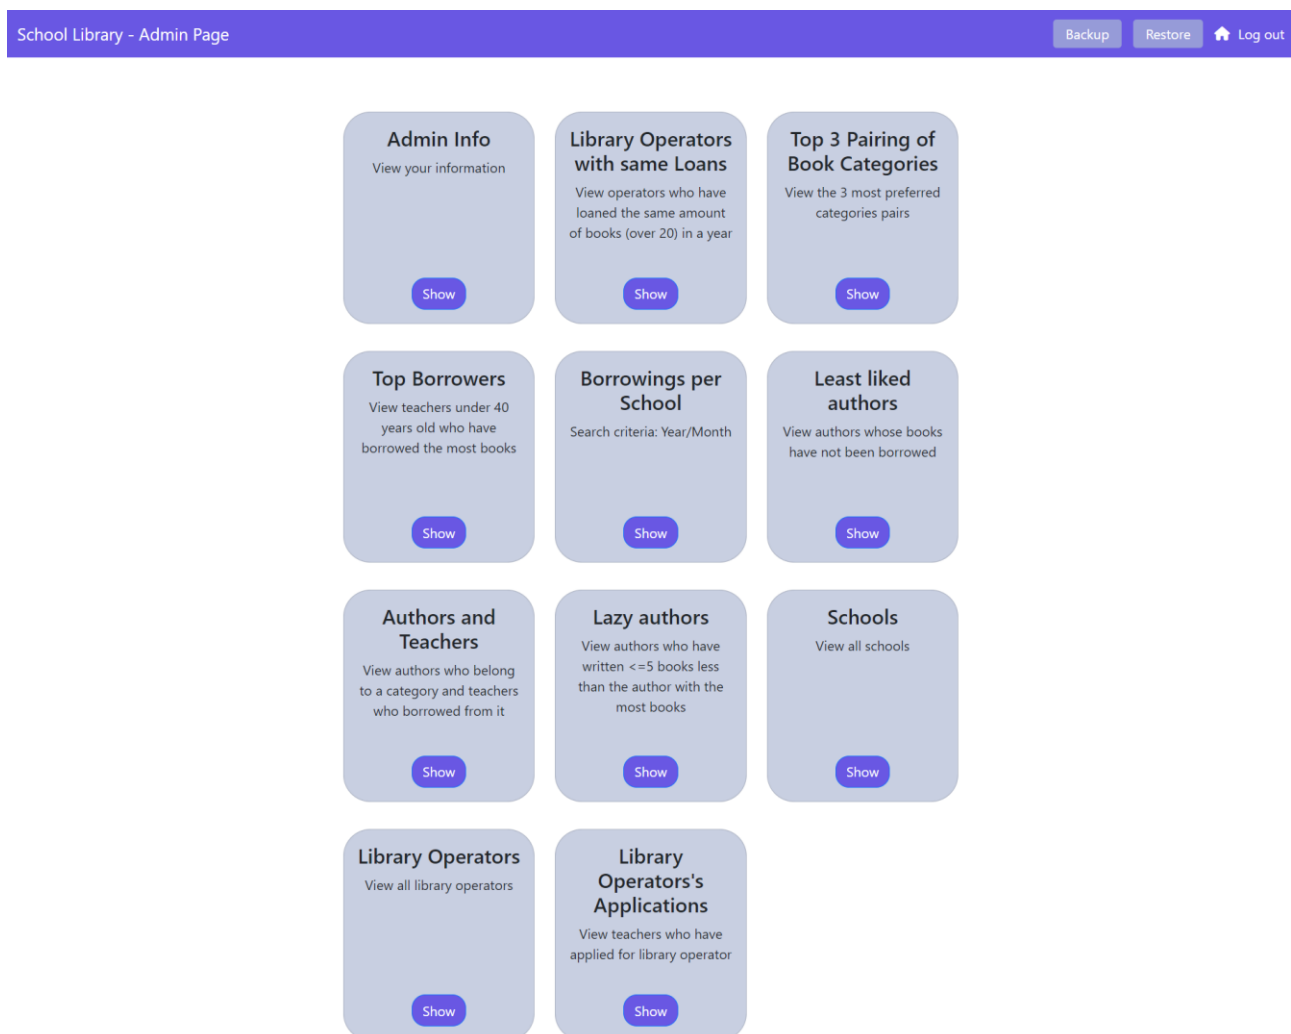 School Library - Admin Page
Backup
Restore
Log out
Admin Info
View your information
Show
Library Operators
with same Loans
View operators who have
loaned the same amount
of books (over 20) in a year
Show
Top 3 Pairing of
Book Categories
View the 3 most preferred
categories pairs
Show
Top Borrowers
View teachers under 40
years old who have
borrowed the most books
Show
Borrowings per
School
Search criteria: Year/Month
Show
Least liked
authors
View authors whose books
have not been borrowed
Show
Authors and
Teachers
View authors who belong
to a category and teachers
who borrowed from it
Show
Lazy authors
View authors who have
written <=5 books less
than the author with the
most books
Show
Schools
View all schools
Show
Library Operators
View all library operators
Show
Library
Operators's
Applications
View teachers who have
applied for library operator
Show